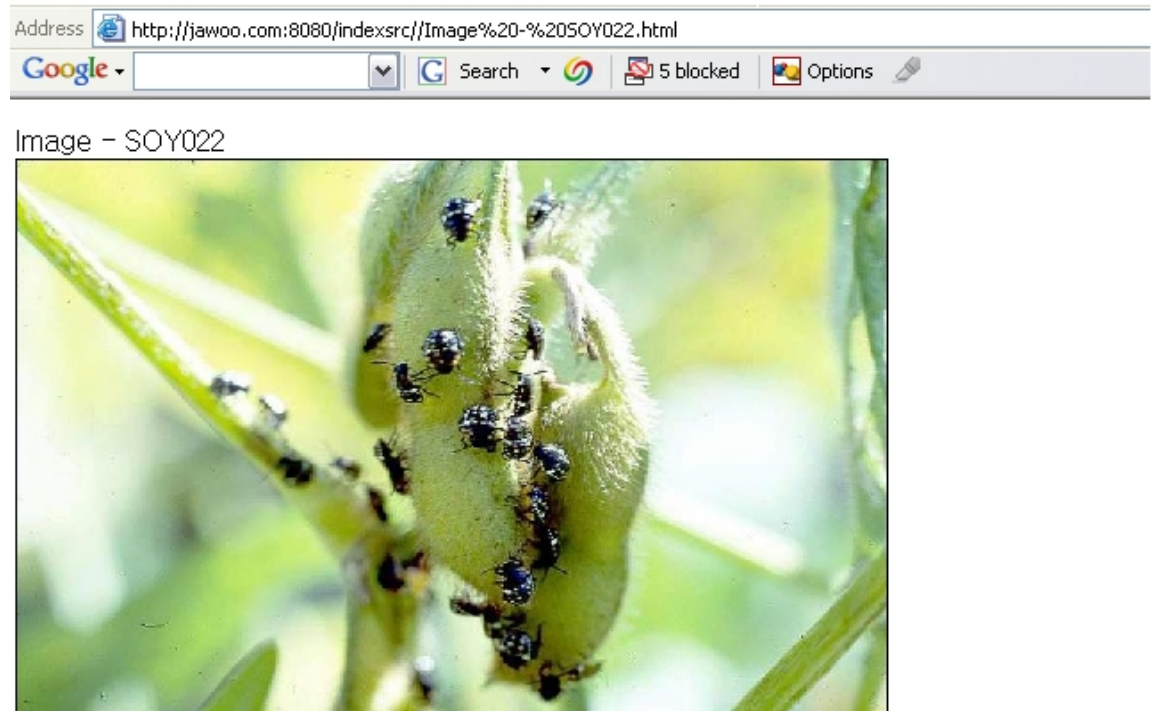 Address http://jawoo.com:8080/indexsrc//Image%20-%20SOY022.html
Google Search 5 blocked Options
Image - SOY022